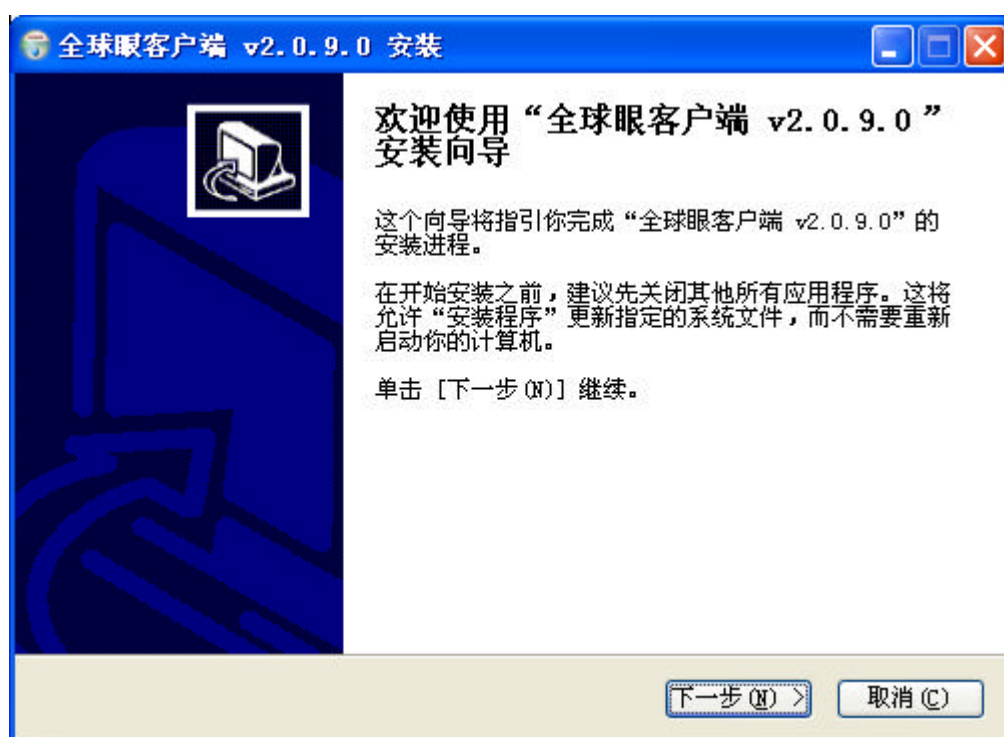 全球眼客户端 v2.0.9.0 安装
欢迎使用“全球眼客户端 v2.0.9.0”
安装向导
这个向导将指引你完成“全球眼客户端 v2.0.9.0”的
安装进程。
在开始安装之前，建议先关闭其他所有应用程序。这将
允许“安装程序”更新指定的系统文件，而不需要重新
启动你的计算机。
单击 [下一步(N)] 继续。
下一步(N) >
取消(C)